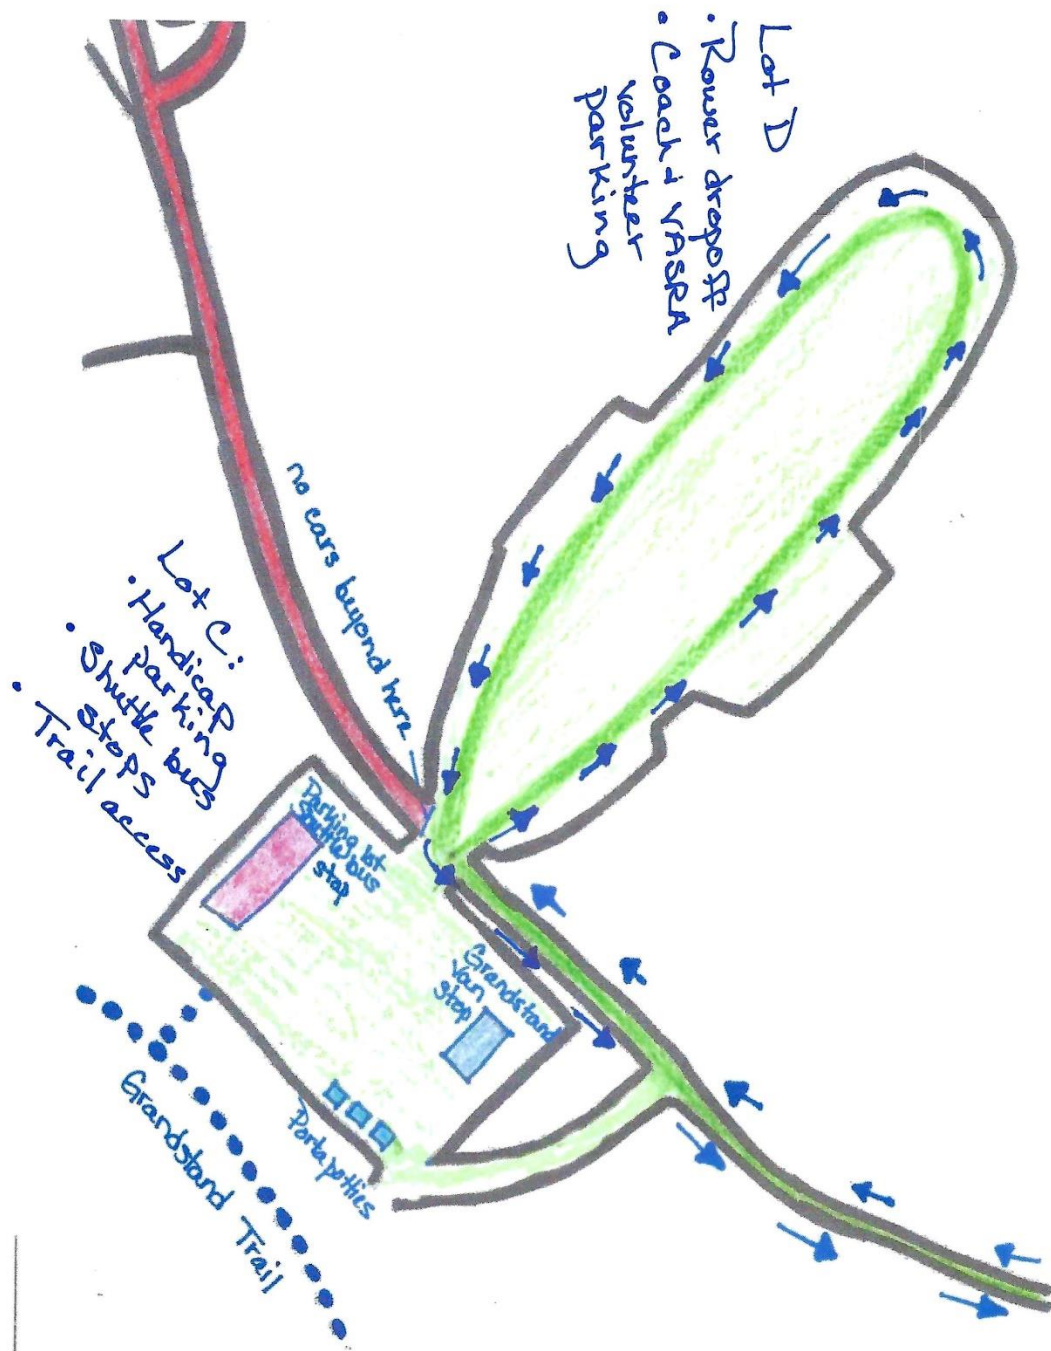 Lot D
• Rower dropoff
• Coach & VASRA
volunteer
parking
no cars beyond here
Lot C:
• Handicap
parking
• Shuttle bus
stops
• Trail access
Parking lot
Shuttle bus
stop
Grandstand
Van
stop
Porta potties
Grandstand Trail